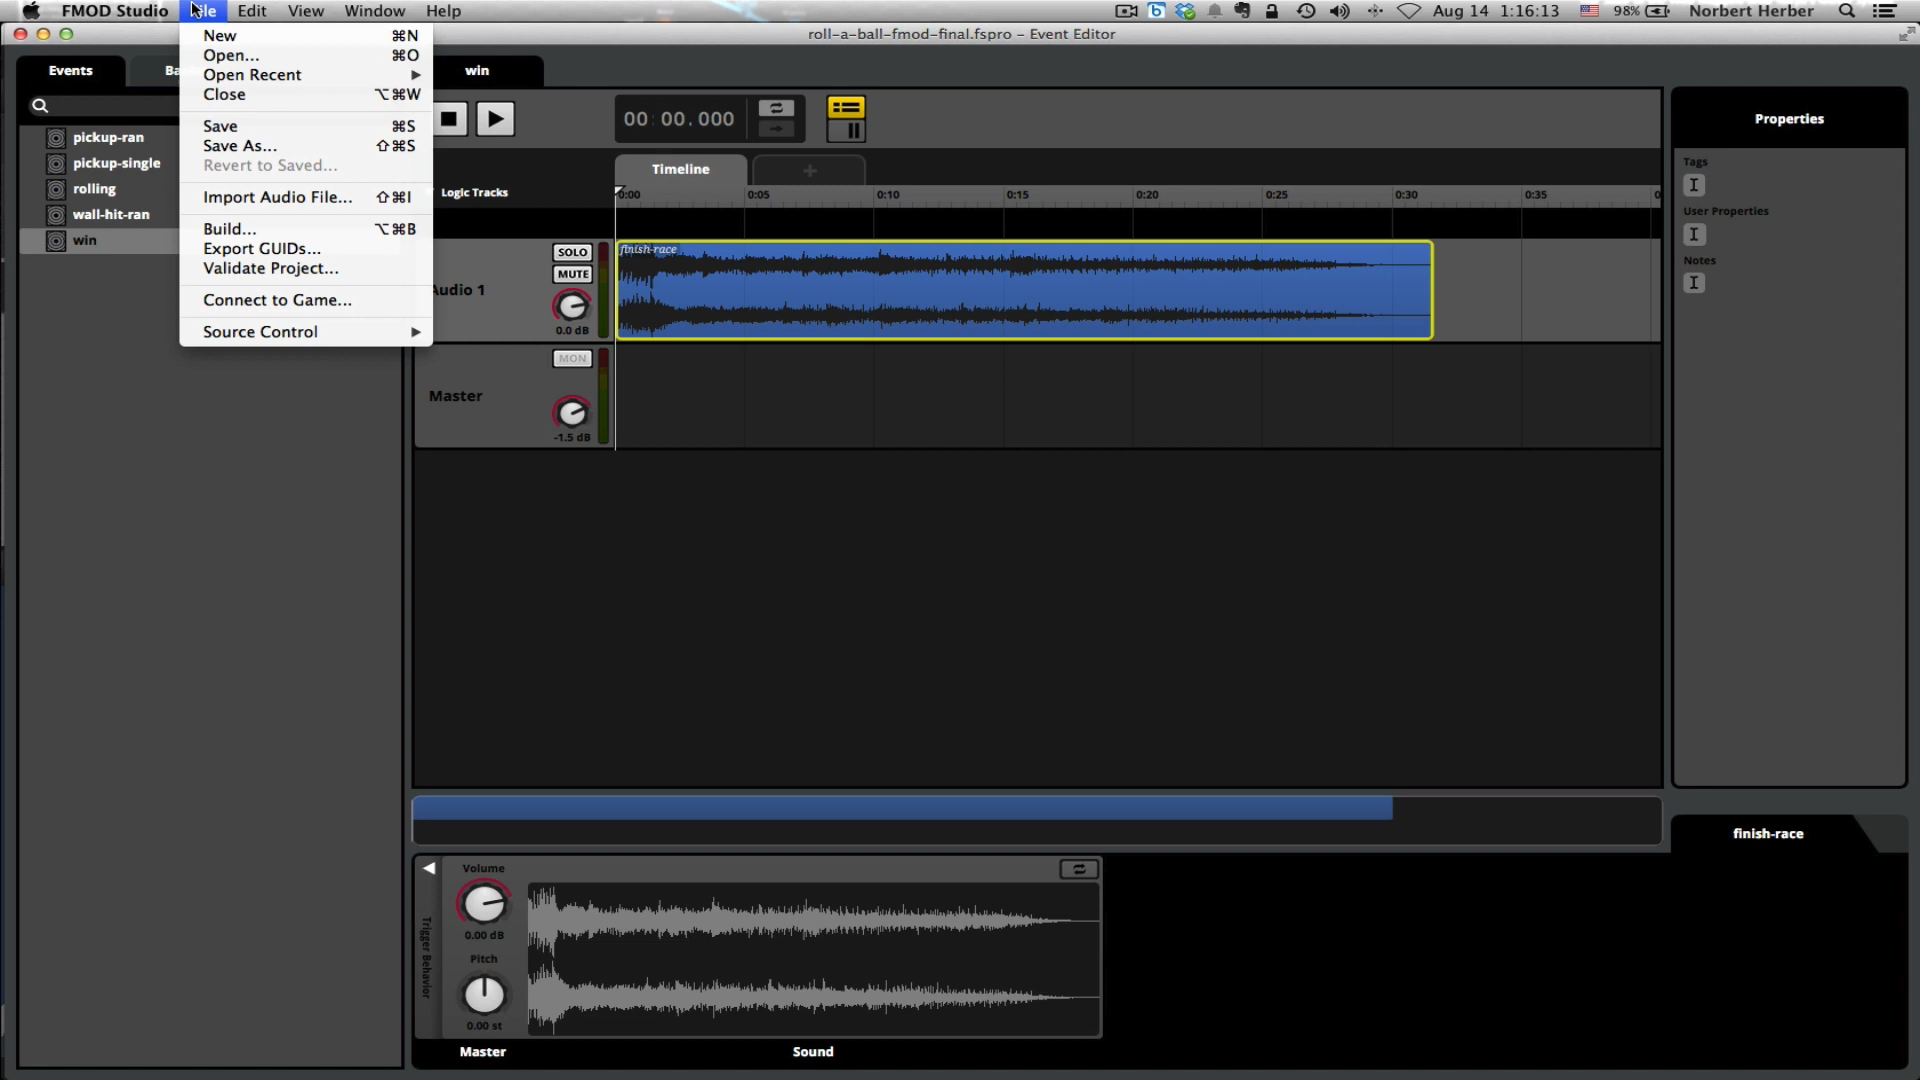 FMOD Studio File Edit View Window Help Aug 14 1:16:13 98% Norbert Herber
roll-a-ball-fmod-final.fspro - Event Editor
Events
win
New ⌘N
Open... ⌘O
Open Recent ▶
Close ⌥⌘W
Save ⌘S
Save As... ⇧⌘S
Revert to Saved...
Import Audio File... ⇧⌘I
Build... ⌥⌘B
Export GUIDs...
Validate Project...
Connect to Game...
Source Control ▶
pickup-ran
pickup-single
rolling
wall-hit-ran
win
00:00.000
Timeline +
Logic Tracks
0:00 0:05 0:10 0:15 0:20 0:25 0:30 0:35
finish-race
SOLO
MUTE
Audio 1
0.0 dB
MON
Master
-1.5 dB
Properties
Tags
User Properties
Notes
finish-race
Trigger Behavior
Volume
0.00 dB
Pitch
0.00 st
Master Sound